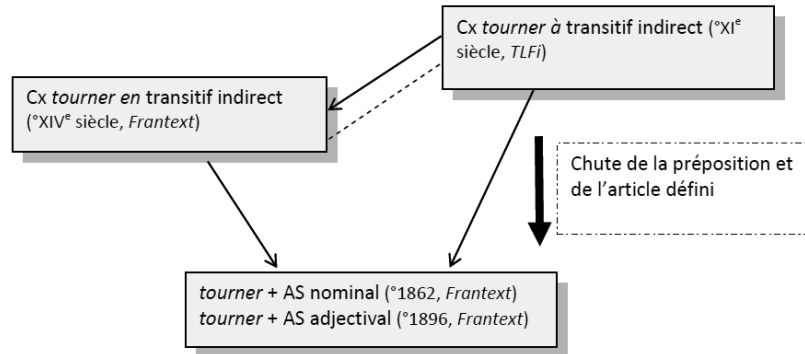 Cx tourner à transitif indirect (°XIe
siècle, TLFi)
Cx tourner en transitif indirect
(°XIVe siècle, Frantext)
Chute de la préposition et
de l’article défini
tourner + AS nominal (°1862, Frantext)
tourner + AS adjectival (°1896, Frantext)